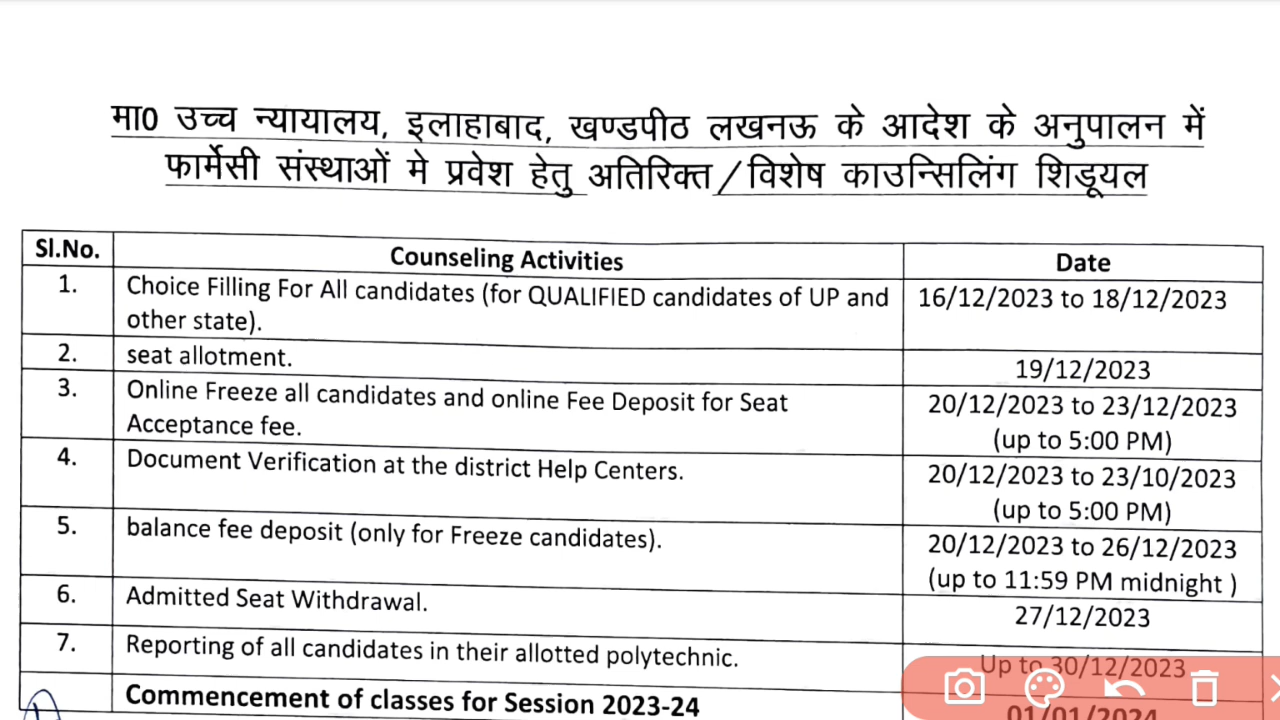 मा0 उच्च न्यायालय, इलाहाबाद, खण्डपीठ लखनऊ के आदेश के अनुपालन में
फार्मेसी संस्थाओं मे प्रवेश हेतु अतिरिक्त/विशेष काउन्सिलिंग शिडूयल
Sl.No. Counseling Activities Date
1. Choice Filling For All candidates (for QUALIFIED candidates of UP and 16/12/2023 to 18/12/2023
other state).
2. seat allotment. 19/12/2023
3. Online Freeze all candidates and online Fee Deposit for Seat 20/12/2023 to 23/12/2023
Acceptance fee. (up to 5:00 PM)
4. Document Verification at the district Help Centers. 20/12/2023 to 23/10/2023
(up to 5:00 PM)
5. balance fee deposit (only for Freeze candidates). 20/12/2023 to 26/12/2023
(up to 11:59 PM midnight )
6. Admitted Seat Withdrawal. 27/12/2023
7. Reporting of all candidates in their allotted polytechnic. Up to 30/12/2023
Commencement of classes for Session 2023-24 01/01/2024